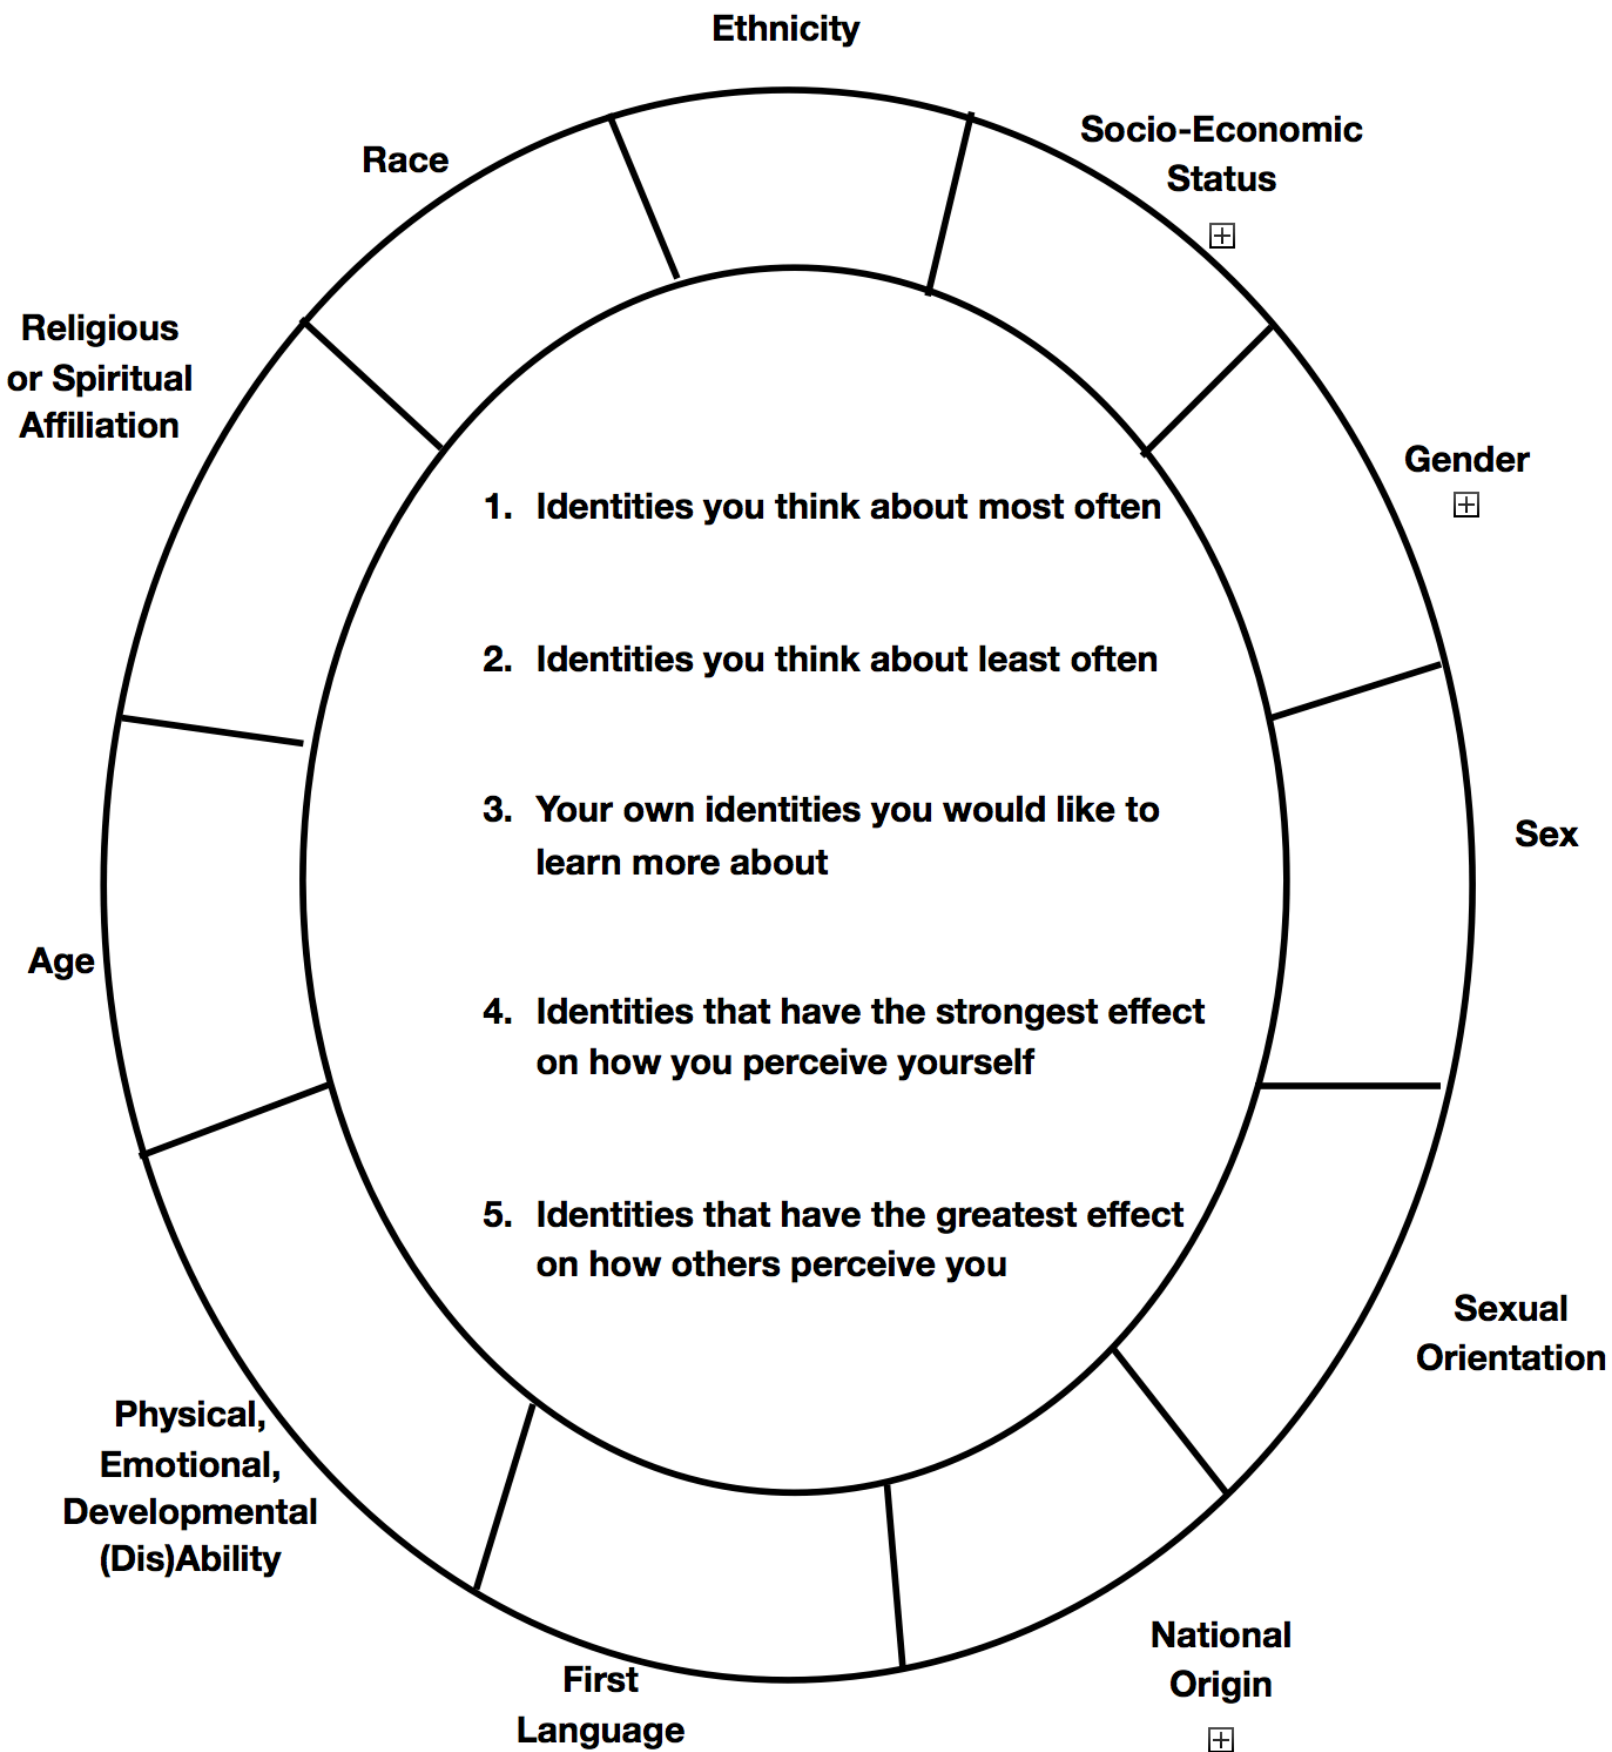 Ethnicity
Socio-Economic
Status
Race
Religious
or Spiritual
Affiliation
Gender
1. Identities you think about most often
2. Identities you think about least often
3. Your own identities you would like to
learn more about
Sex
Age
4. Identities that have the strongest effect
on how you perceive yourself
5. Identities that have the greatest effect
on how others perceive you
Sexual
Orientation
Physical,
Emotional,
Developmental
(Dis)Ability
National
Origin
First
Language